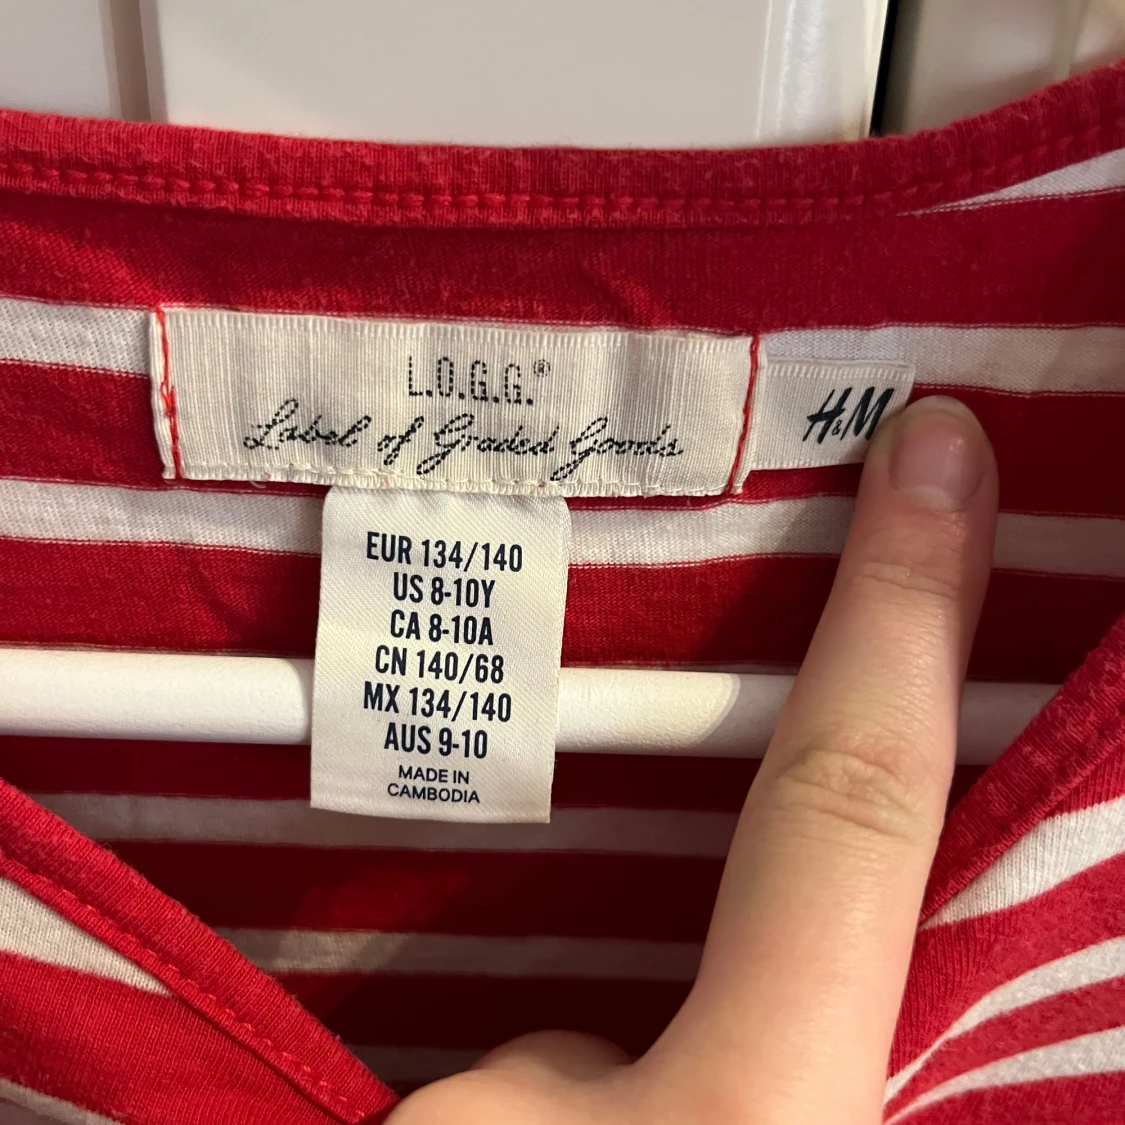 L.O.G.G.®
Label of Graded Goods
H&M
EUR 134/140
US 8-10Y
CA 8-10A
CN 140/68
MX 134/140
AUS 9-10
MADE IN
CAMBODIA